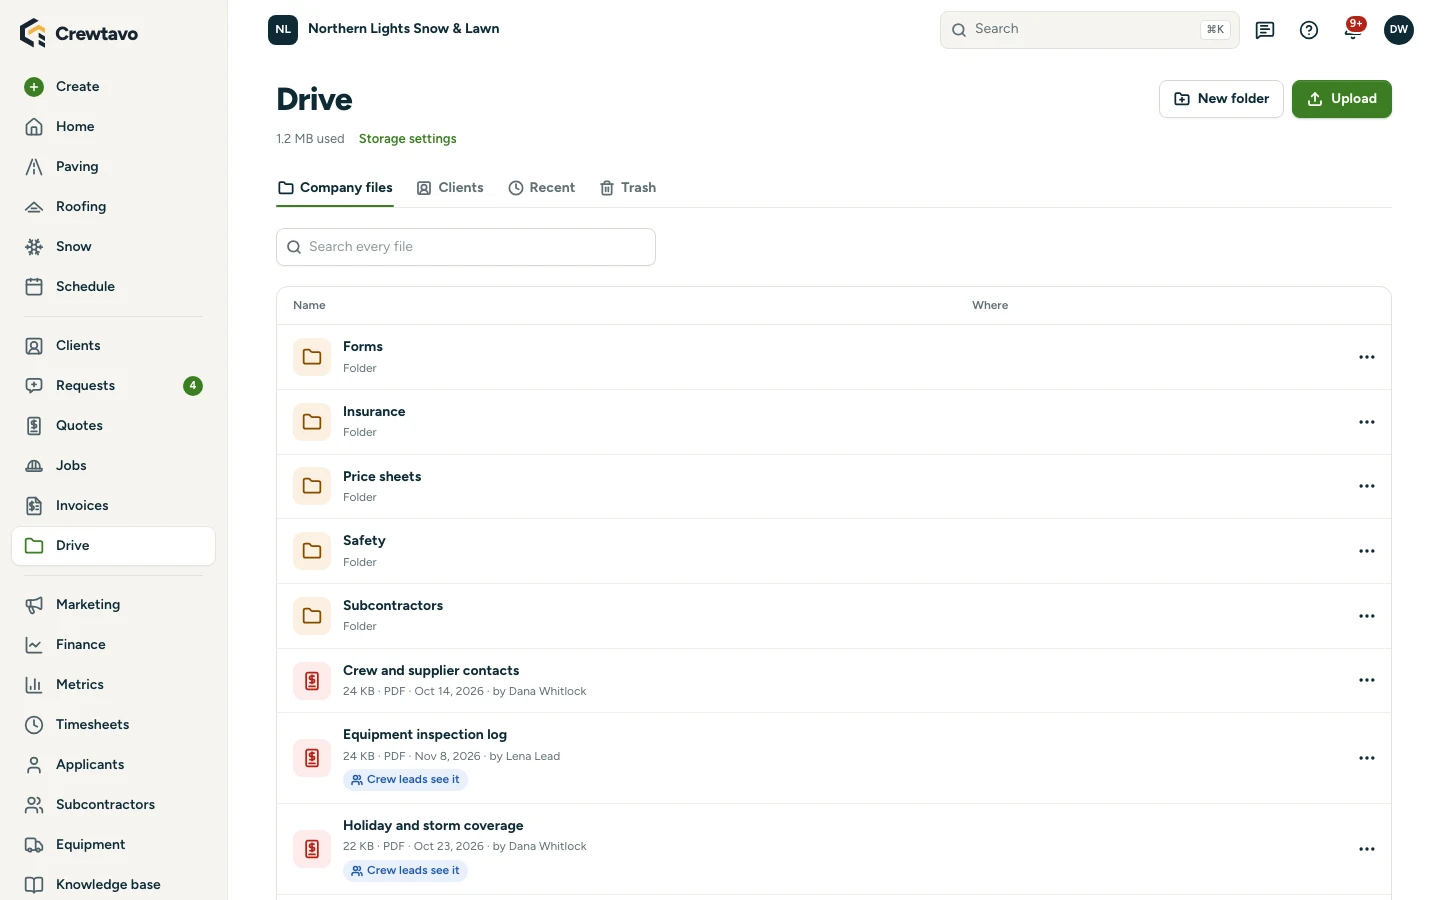 Crewtavo
NL Northern Lights Snow & Lawn
Search ⌘K
9+
DW
Create
Home
Paving
Roofing
Snow
Schedule
Clients
Requests 4
Quotes
Jobs
Invoices
Drive
Marketing
Finance
Metrics
Timesheets
Applicants
Subcontractors
Equipment
Knowledge base
Drive
New folder
Upload
1.2 MB used Storage settings
Company files Clients Recent Trash
Search every file
Name Where
Forms
Folder
Insurance
Folder
Price sheets
Folder
Safety
Folder
Subcontractors
Folder
Crew and supplier contacts
24 KB · PDF · Oct 14, 2026 · by Dana Whitlock
Equipment inspection log
24 KB · PDF · Nov 8, 2026 · by Lena Lead
Crew leads see it
Holiday and storm coverage
22 KB · PDF · Oct 23, 2026 · by Dana Whitlock
Crew leads see it